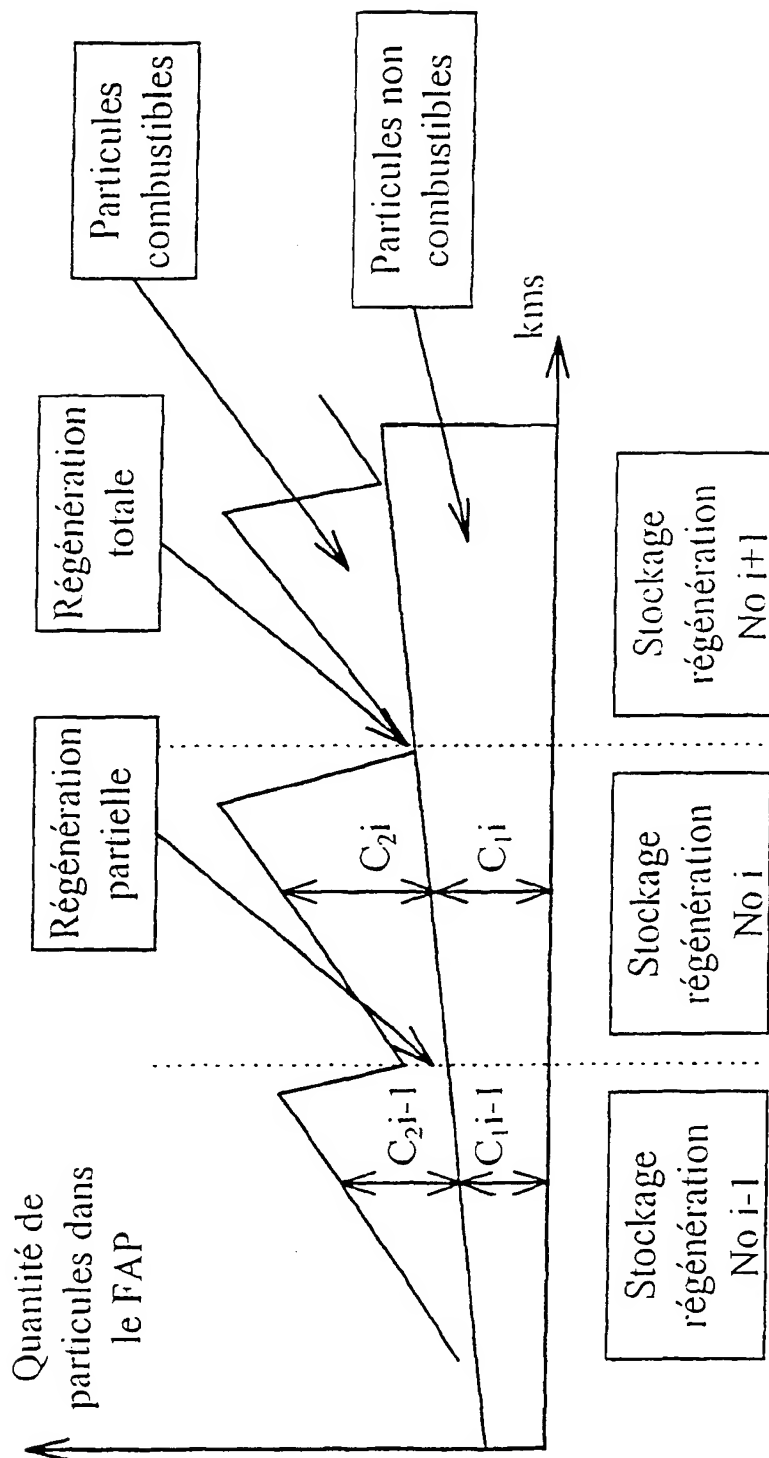 Quantité de
particules dans
le FAP
Régénération
partielle
Régénération
totale
Particules
combustibles
Particules non
combustibles
C₂i-1
C₁i-1
C₂i
C₁i
kms
Stockage
régénération
No i-1
Stockage
régénération
No i
Stockage
régénération
No i+1